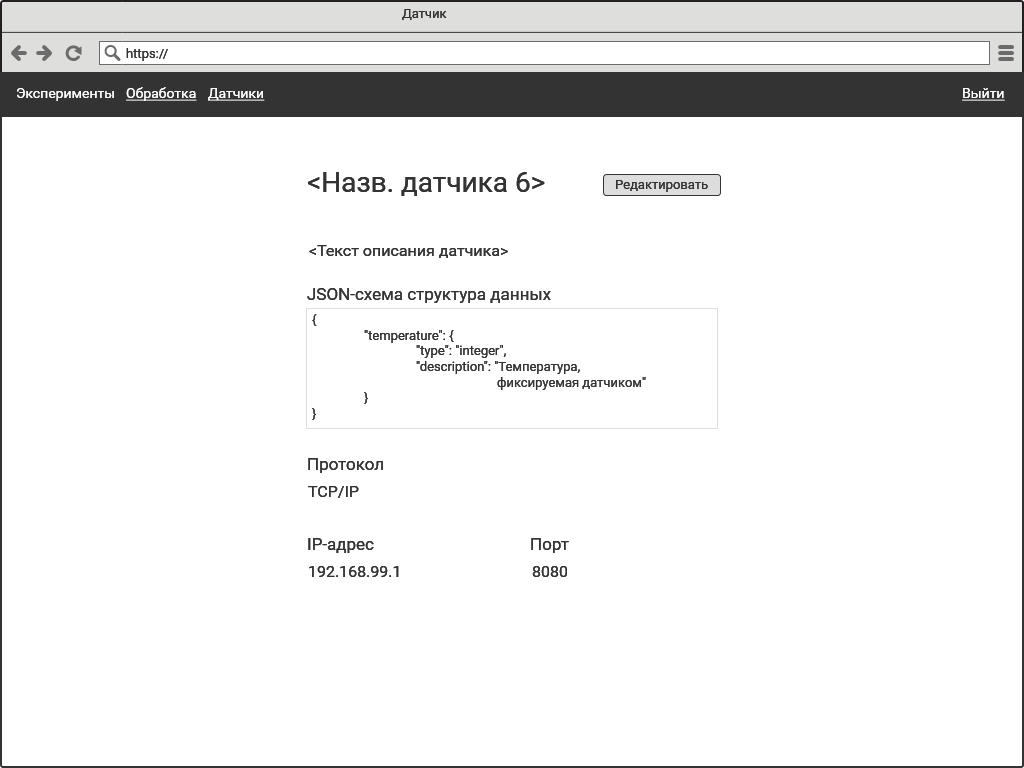 Датчик
https://
Эксперименты Обработка Датчики Выйти
<Назв. датчика 6> Редактировать
<Текст описания датчика>
JSON-схема структура данных
{
"temperature": {
"type": "integer",
"description": "Температура,
фиксируемая датчиком"
}
}
Протокол
TCP/IP
IP-адрес Порт
192.168.99.1 8080